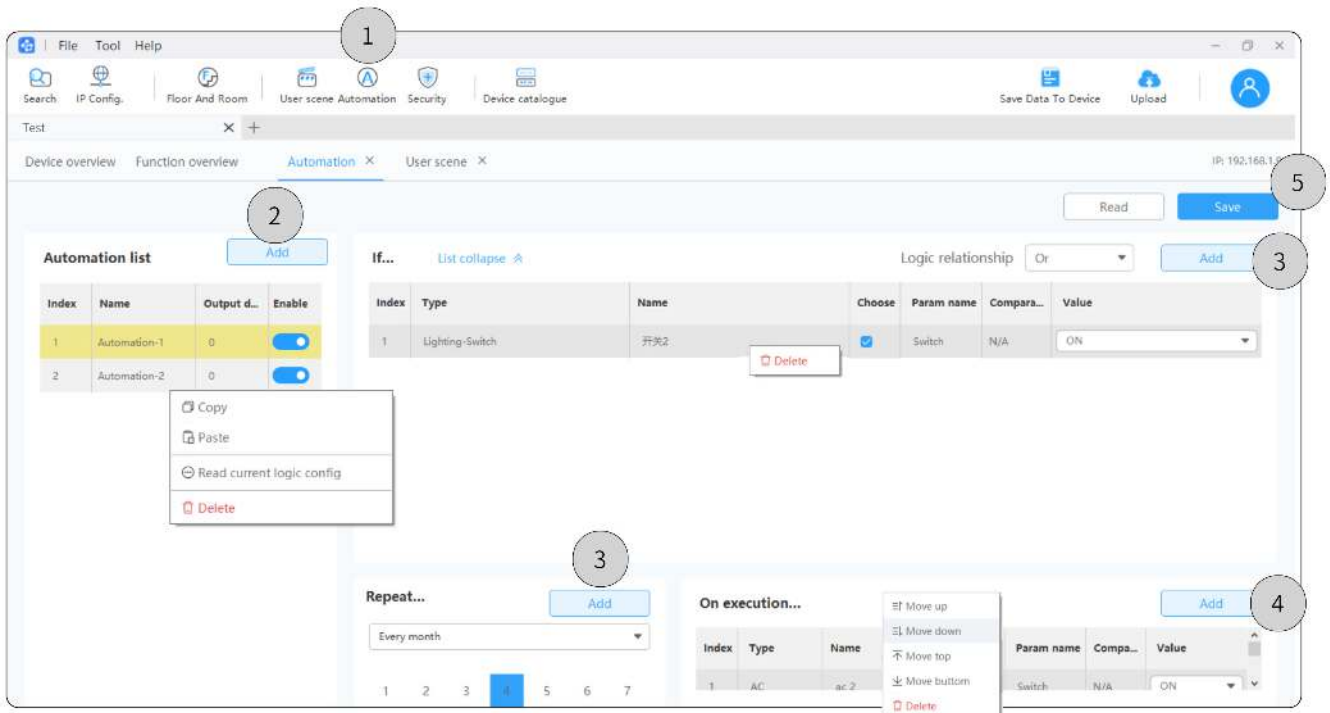 1
File Tool Help
Search IP Config. Floor And Room User scene Automation Security Device catalogue Save Data To Device Upload
Test
Device overview Function overview Automation User scene IP: 192.168.1.
5
Read Save
2
Automation list Add
If... List collapse Logic relationship Or Add 3
Index Name Output d... Enable
Index Type Name Choose Param name Compara... Value
1 Automation-1 0
1 Lighting-Switch 开关2 Switch N/A ON
Delete
2 Automation-2 0
Copy
Paste
Read current logic config
Delete
3
Repeat... Add
Every month
1 2 3 4 5 6 7
On execution... Add 4
Move up
Move down
Move top
Move buttom
Delete
Index Type Name Param name Compa... Value
1 AC ac 2 Switch N/A ON